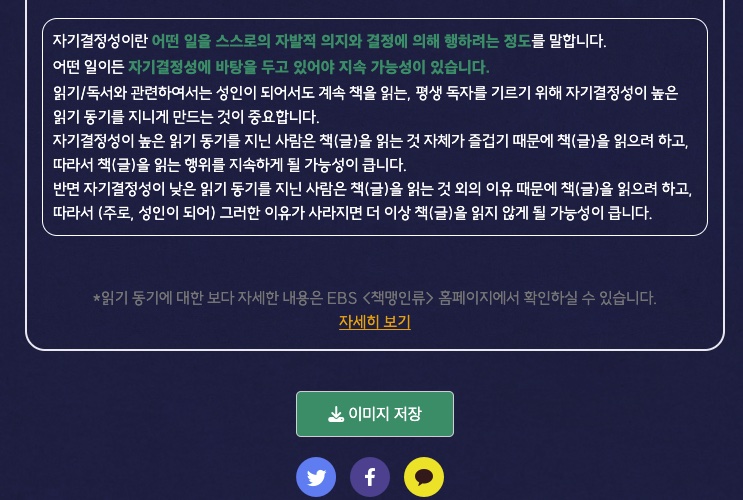 자기결정성이란 어떤 일을 스스로의 자발적 의지와 결정에 의해 행하려는 정도를 말합니다.
어떤 일이든 자기결정성에 바탕을 두고 있어야 지속 가능성이 있습니다.
읽기/독서와 관련하여서는 성인이 되어서도 계속 책을 읽는, 평생 독자를 기르기 위해 자기결정성이 높은
읽기 동기를 지니게 만드는 것이 중요합니다.
자기결정성이 높은 읽기 동기를 지닌 사람은 책(글)을 읽는 것 자체가 즐겁기 때문에 책(글)을 읽으려 하고,
따라서 책(글)을 읽는 행위를 지속하게 될 가능성이 큽니다.
반면 자기결정성이 낮은 읽기 동기를 지닌 사람은 책(글)을 읽는 것 외의 이유 때문에 책(글)을 읽으려 하고,
따라서 (주로, 성인이 되어) 그러한 이유가 사라지면 더 이상 책(글)을 읽지 않게 될 가능성이 큽니다.
*읽기 동기에 대한 보다 자세한 내용은 EBS <책맹인류> 홈페이지에서 확인하실 수 있습니다.
자세히 보기
이미지 저장